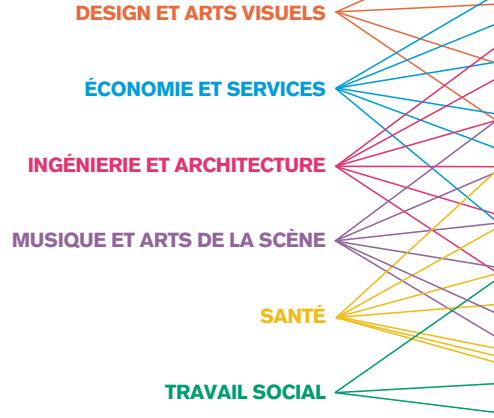 DESIGN ET ARTS VISUELS
ÉCONOMIE ET SERVICES
INGÉNIERIE ET ARCHITECTURE
MUSIQUE ET ARTS DE LA SCÈNE
SANTÉ
TRAVAIL SOCIAL